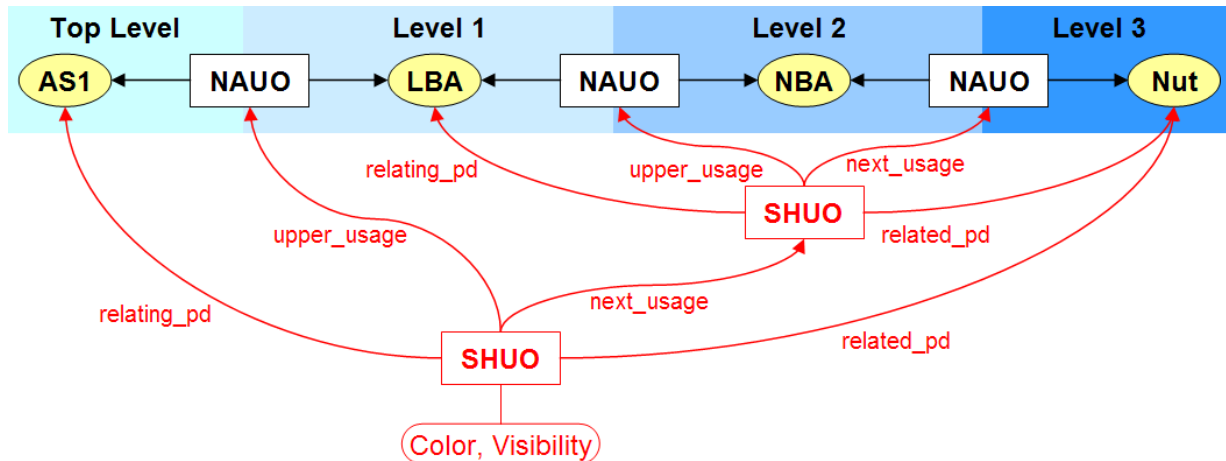 Top Level
Level 1
Level 2
Level 3
AS1
NAUO
LBA
NAUO
NBA
NAUO
Nut
relating_pd
upper_usage
next_usage
SHUO
related_pd
upper_usage
relating_pd
next_usage
SHUO
related_pd
Color, Visibility